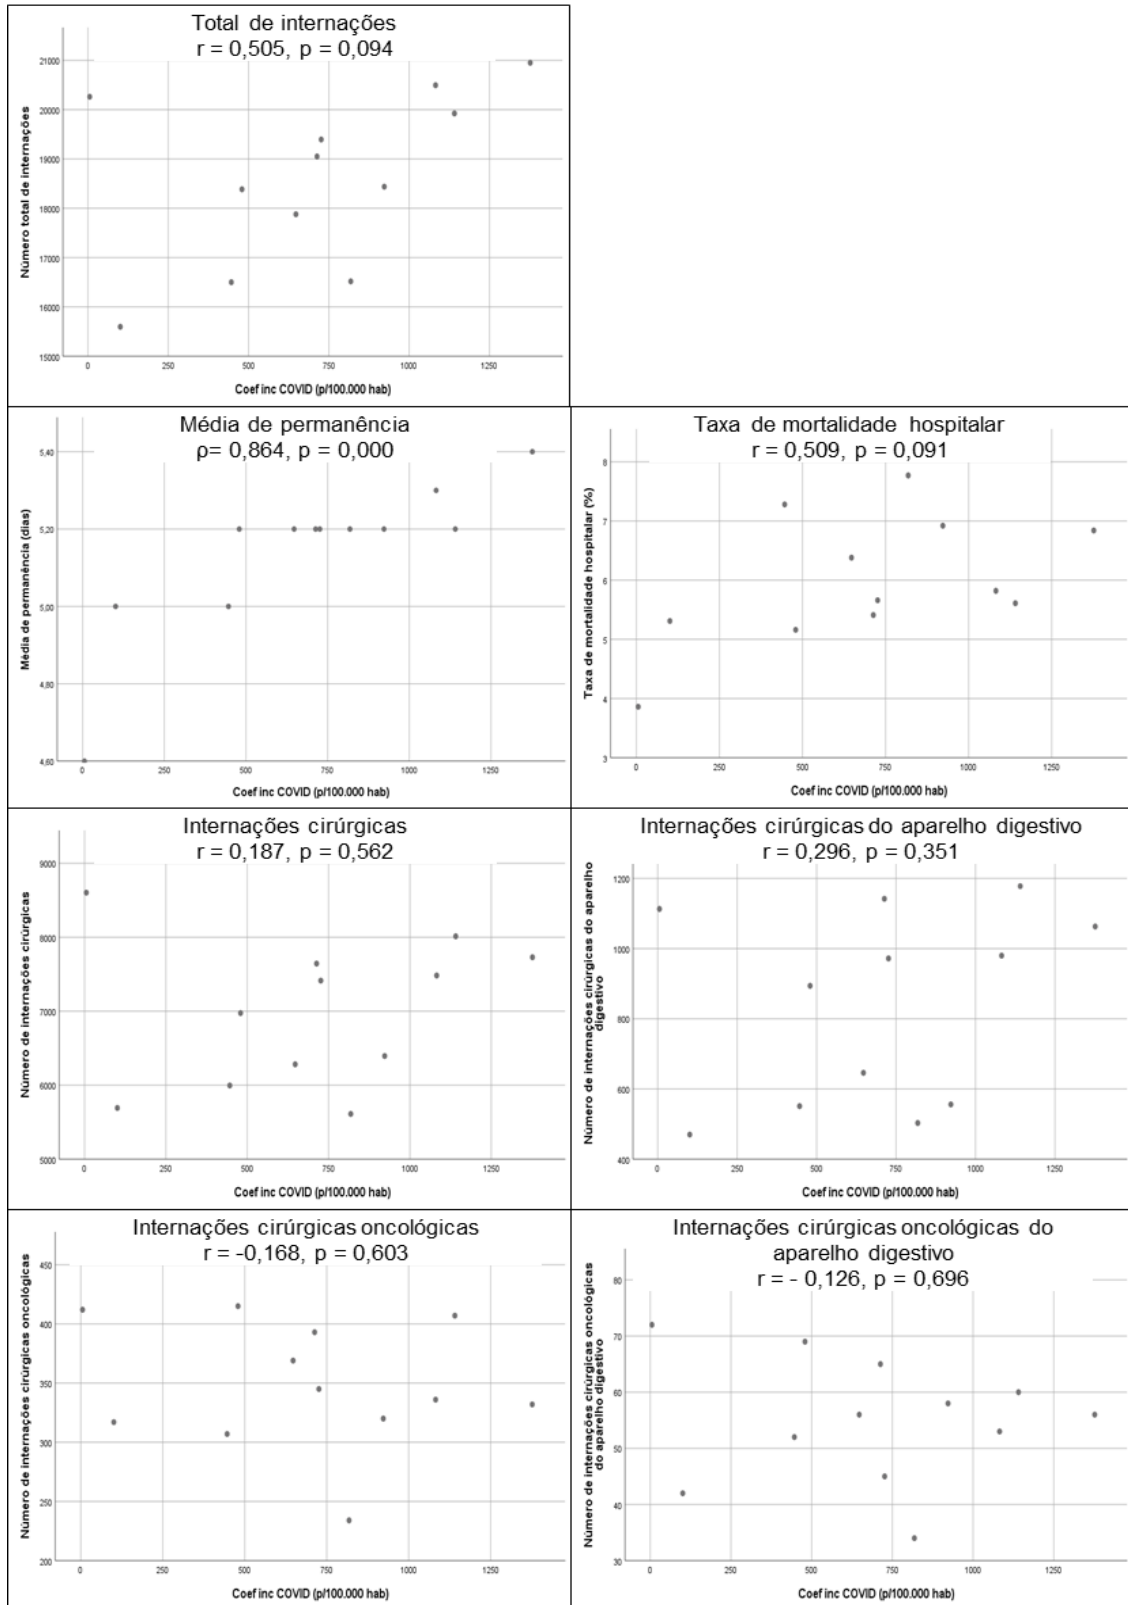 Total de internações
r = 0,505, p = 0,094
Número total de internações
21000
20000
19000
18000
17000
16000
15000
0 250 500 750 1000 1250
Coef inc COVID (p/100.000 hab)
Média de permanência
ρ= 0,864, p = 0,000
Média de permanência (dias)
5,40
5,20
5,00
4,80
4,60
0 250 500 750 1000 1250
Coef inc COVID (p/100.000 hab)
Taxa de mortalidade hospitalar
r = 0,509, p = 0,091
Taxa de mortalidade hospitalar (%)
8
7
6
5
4
3
0 250 500 750 1000 1250
Coef inc COVID (p/100.000 hab)
Internações cirúrgicas
r = 0,187, p = 0,562
Número de internações cirúrgicas
9000
8000
7000
6000
5000
0 250 500 750 1000 1250
Coef inc COVID (p/100.000 hab)
Internações cirúrgicas do aparelho digestivo
r = 0,296, p = 0,351
Número de internações cirúrgicas do aparelho
digestivo
1200
1000
800
600
400
0 250 500 750 1000 1250
Coef inc COVID (p/100.000 hab)
Internações cirúrgicas oncológicas
r = -0,168, p = 0,603
Número de internações cirúrgicas oncológicas
450
400
350
300
250
200
0 250 500 750 1000 1250
Coef inc COVID (p/100.000 hab)
Internações cirúrgicas oncológicas do
aparelho digestivo
r = - 0,126, p = 0,696
Número de internações cirúrgicas oncológicas
do aparelho digestivo
80
70
60
50
40
30
0 250 500 750 1000 1250
Coef inc COVID (p/100.000 hab)